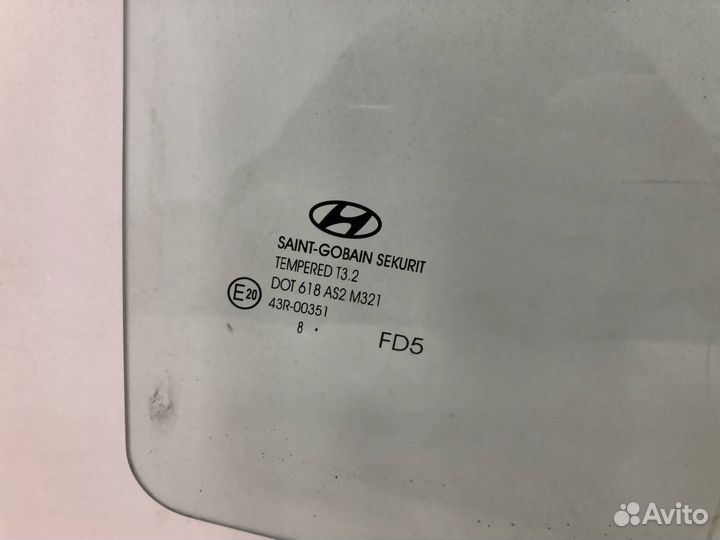 SAINT-GOBAIN SEKURIT
TEMPERED T3.2
DOT 618 AS2 M321
E20
43R-00351
8 .
FD5
Avito